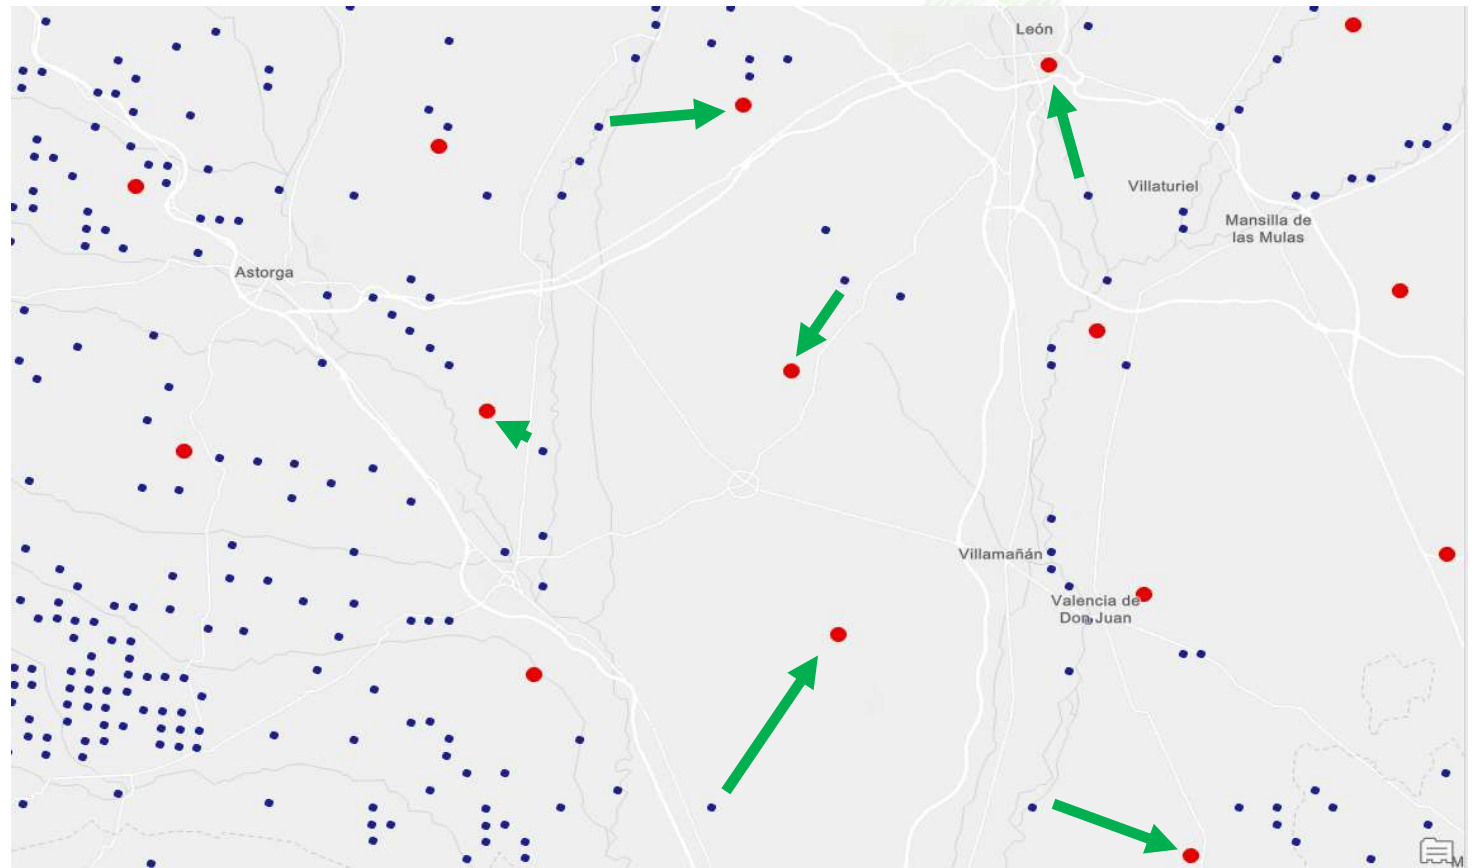 León
Villaturiel
Mansilla de
las Mulas
Astorga
Villamañán
Valencia de
Don Juan
M